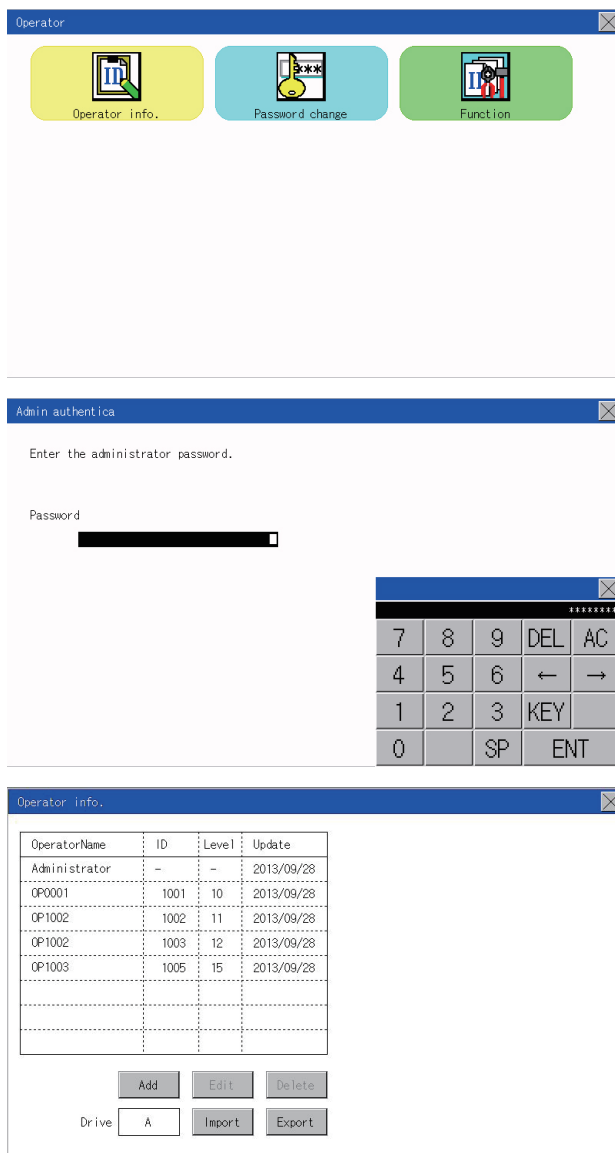 Operator
ID
***
ID
Operator info.
Password change
Function
Admin authentica
Enter the administrator password.
Password
********
7 8 9 DEL AC
4 5 6 ← →
1 2 3 KEY
0 SP ENT
Operator info.
OperatorName ID Level Update
Administrator - - 2013/09/28
OP0001 1001 10 2013/09/28
OP1002 1002 11 2013/09/28
OP1002 1003 12 2013/09/28
OP1003 1005 15 2013/09/28
Add Edit Delete
Drive A Import Export